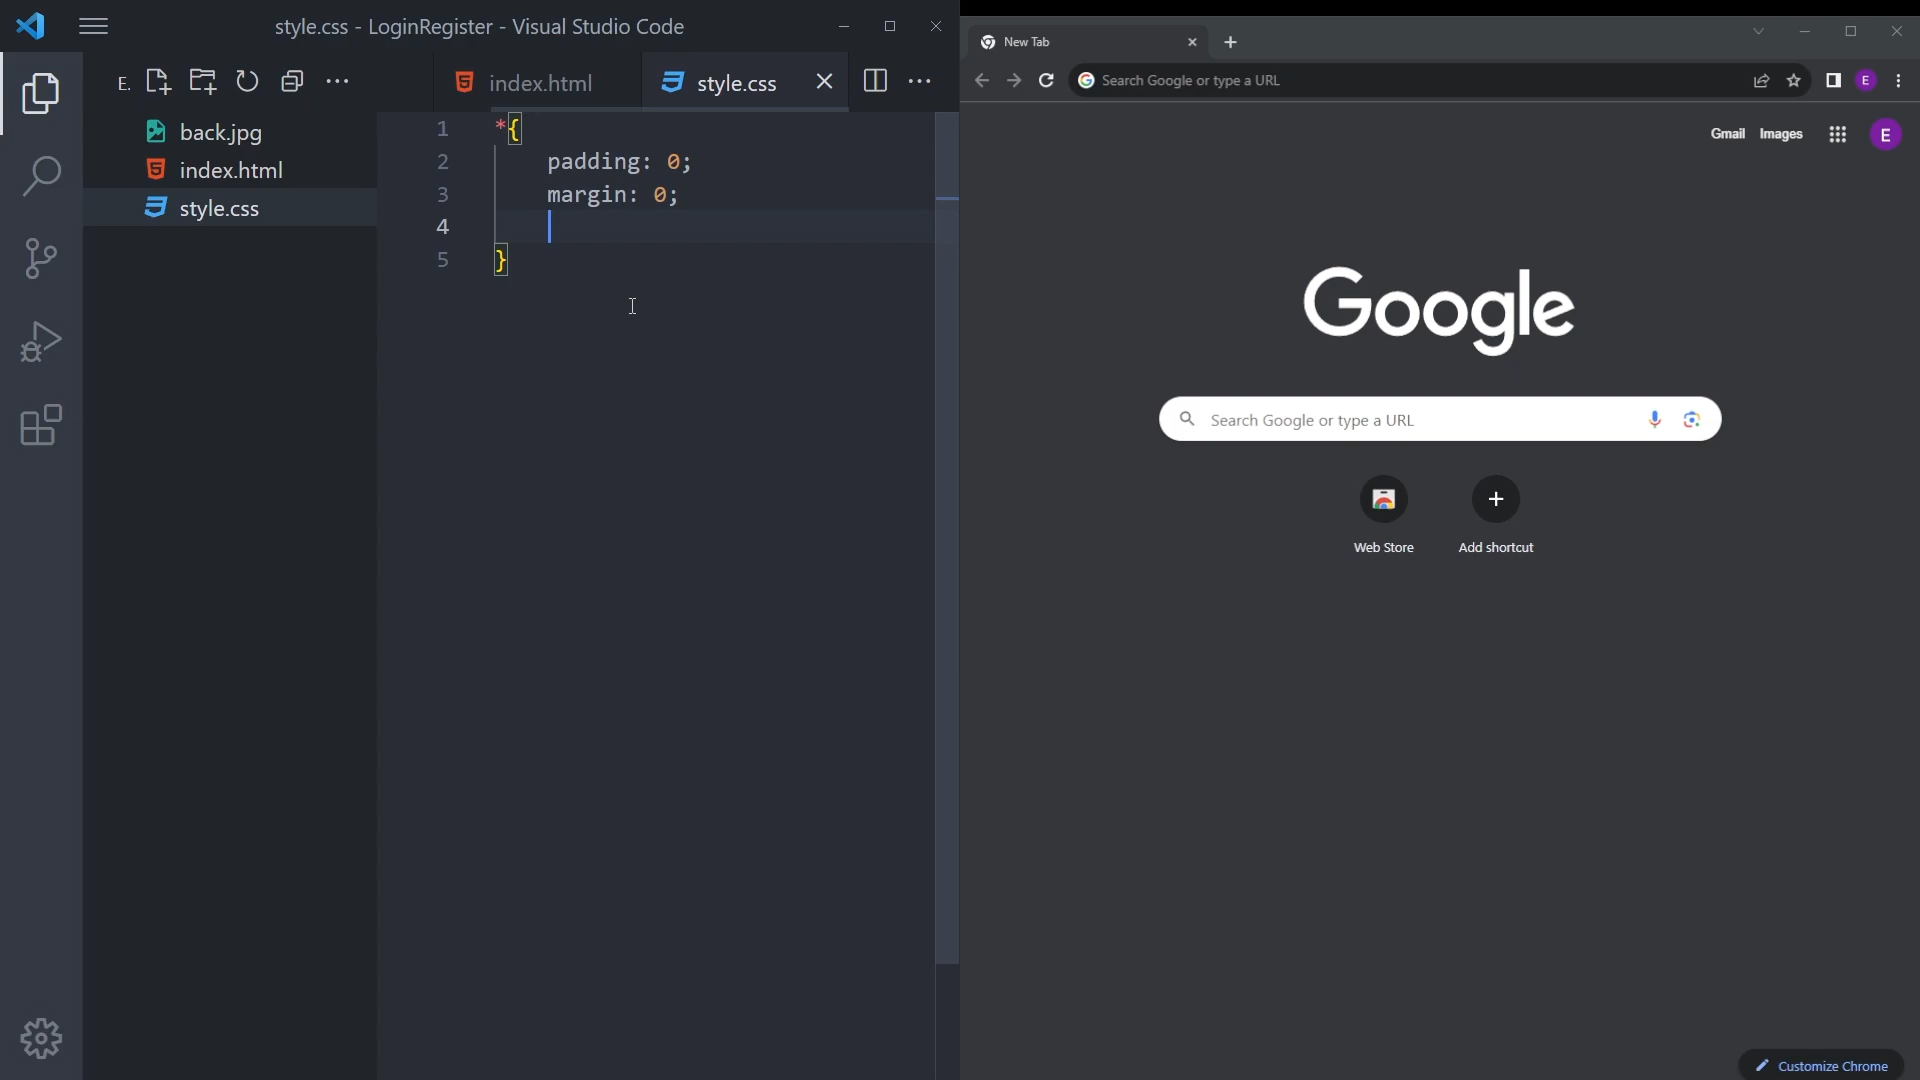 style.css - LoginRegister - Visual Studio Code
E.
back.jpg
index.html
style.css
index.html
style.css
1 *{
2 padding: 0;
3 margin: 0;
4
5 }
New Tab
Search Google or type a URL
E
Gmail Images
E
Google
Search Google or type a URL
Web Store
Add shortcut
Customize Chrome